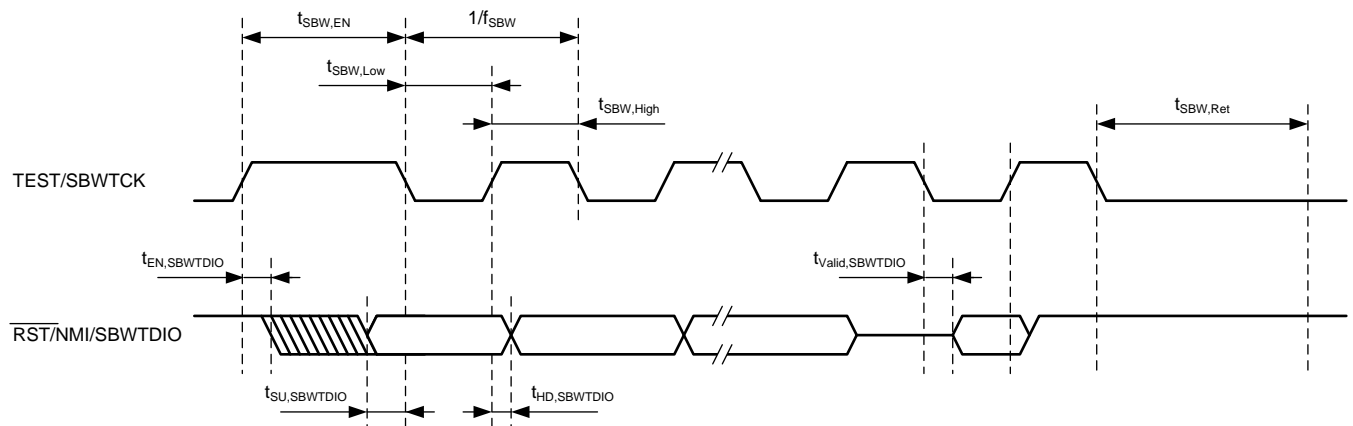 tSBW,EN
1/fSBW
tSBW,Low
tSBW,High
tSBW,Ret
TEST/SBWTCK
tEN,SBWTDIO
tValid,SBWTDIO
RST/NMI/SBWTDIO
tSU,SBWTDIO
tHD,SBWTDIO